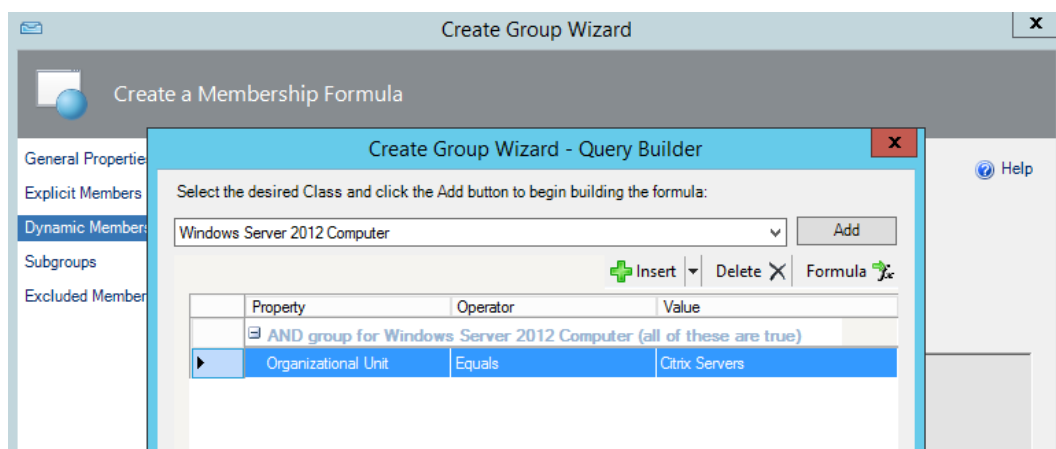 Create Group Wizard
x
Create a Membership Formula
Create Group Wizard - Query Builder
x
General Propertie
Help
Explicit Members
Select the desired Class and click the Add button to begin building the formula:
Dynamic Members
Windows Server 2012 Computer
Add
Subgroups
Insert
Delete
Formula
Excluded Member
Property Operator Value
AND group for Windows Server 2012 Computer (all of these are true)
Organizational Unit Equals Citrix Servers